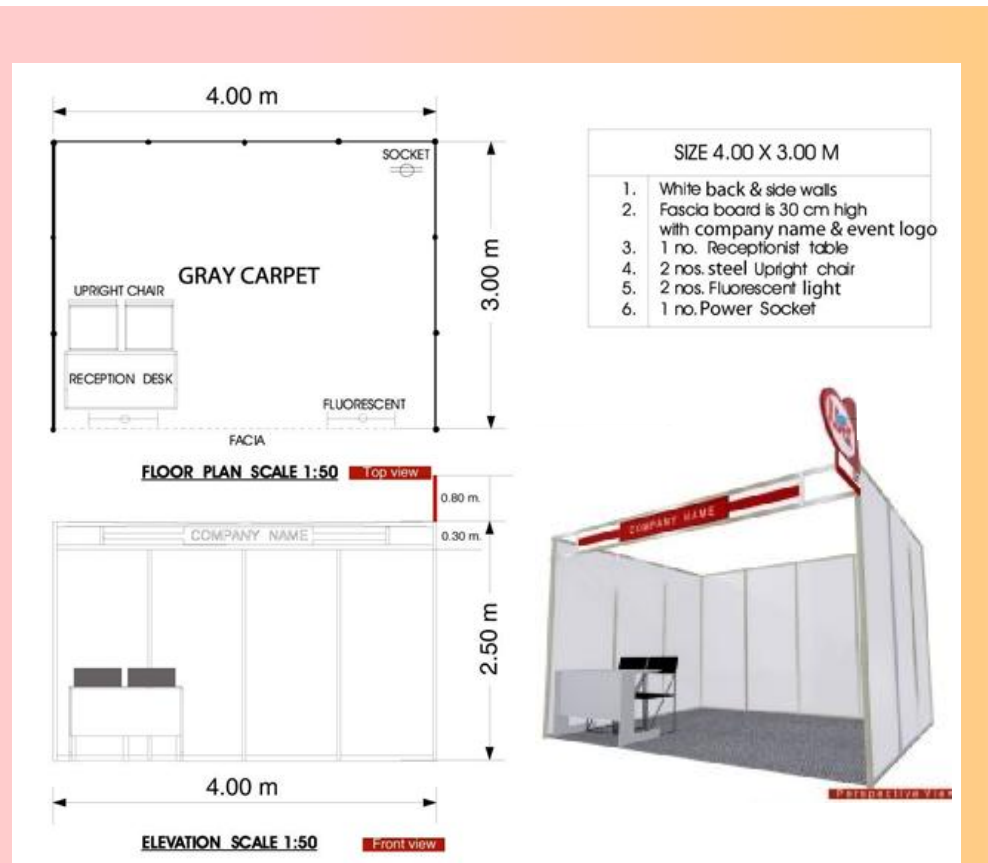 4.00 m
SOCKET
3.00 m
GRAY CARPET
UPRIGHT CHAIR
RECEPTION DESK
FLUORESCENT
FACIA
FLOOR PLAN SCALE 1:50
Top view
SIZE 4.00 X 3.00 M
1. White back & side walls
2. Fascia board is 30 cm high
with company name & event logo
3. 1 no. Receptionist table
4. 2 nos. steel Upright chair
5. 2 nos. Fluorescent light
6. 1 no. Power Socket
0.80 m.
COMPANY NAME
0.30 m.
2.50 m
4.00 m
ELEVATION SCALE 1:50
Front view
COMPANY NAME
Perspective View